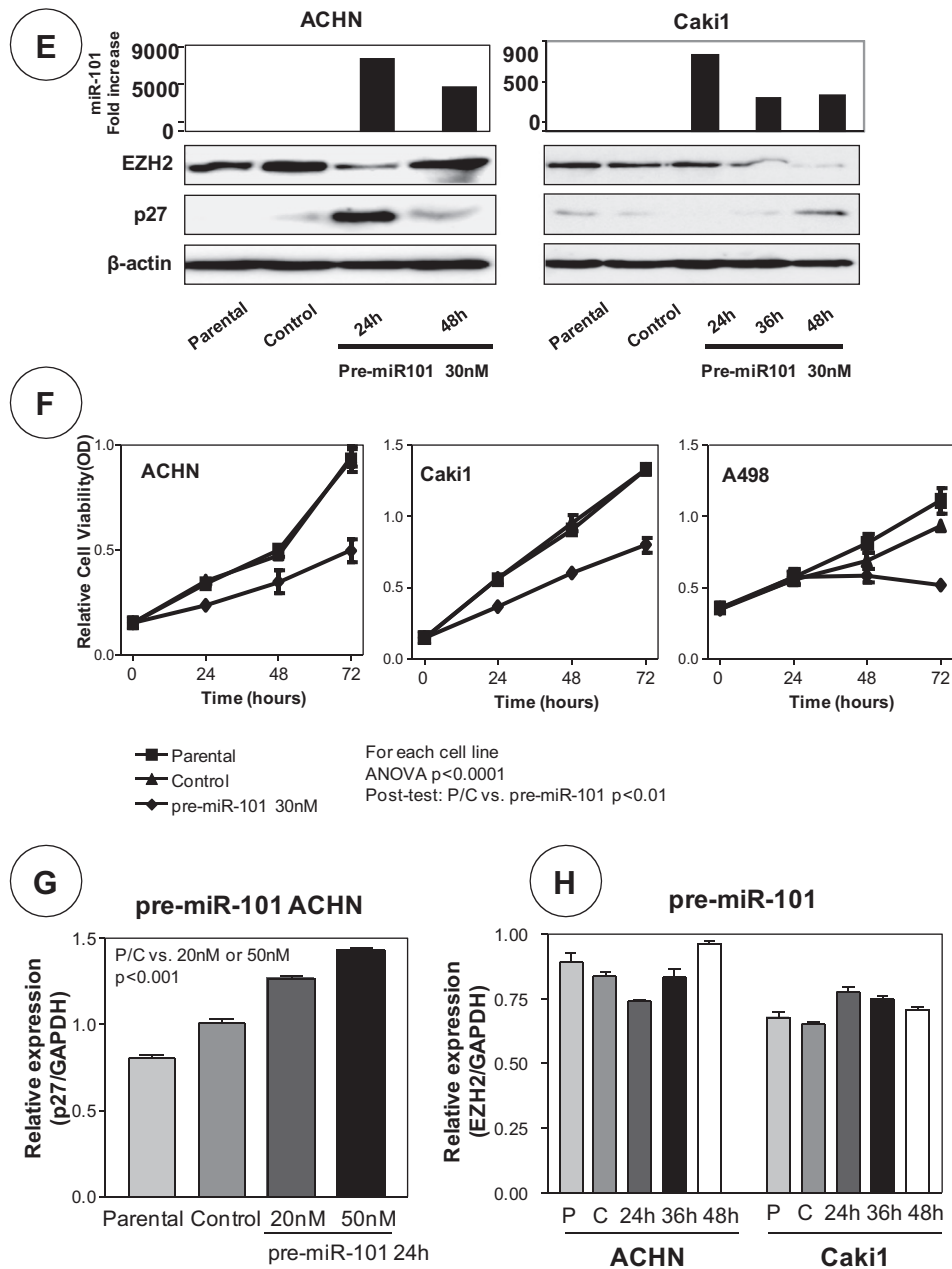 E
ACHN
Caki1
miR-101
Fold increase
9000
5000
0
900
500
0
EZH2
p27
β-actin
Parental Control 24h 48h
Pre-miR101 30nM
Parental Control 24h 36h 48h
Pre-miR101 30nM
F
Relative Cell Viability(OD)
ACHN
1.0
0.5
0.0
0 24 48 72
Time (hours)
Caki1
1.5
1.0
0.5
0.0
0 24 48 72
Time (hours)
A498
1.5
1.0
0.5
0.0
0 24 48 72
Time (hours)
Parental
Control
pre-miR-101 30nM
For each cell line
ANOVA p<0.0001
Post-test: P/C vs. pre-miR-101 p<0.01
G
pre-miR-101 ACHN
Relative expression
(p27/GAPDH)
1.5
1.0
0.5
0.0
P/C vs. 20nM or 50nM
p<0.001
Parental Control 20nM 50nM
pre-miR-101 24h
H
pre-miR-101
Relative expression
(EZH2/GAPDH)
1.00
0.75
0.50
0.25
0.00
P C 24h 36h 48h
ACHN
P C 24h 36h 48h
Caki1